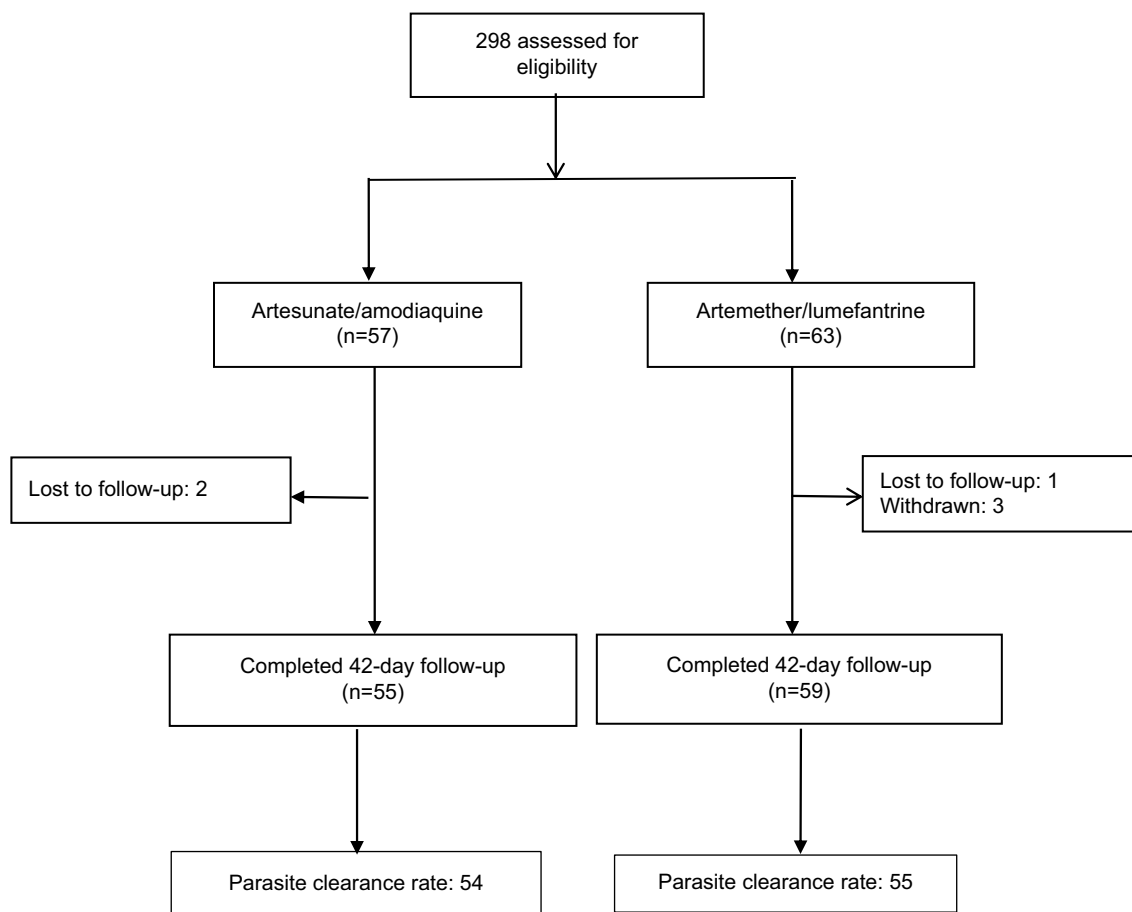 298 assessed for
eligibility
Artesunate/amodiaquine
(n=57)
Artemether/lumefantrine
(n=63)
Lost to follow-up: 2
Lost to follow-up: 1
Withdrawn: 3
Completed 42-day follow-up
(n=55)
Completed 42-day follow-up
(n=59)
Parasite clearance rate: 54
Parasite clearance rate: 55